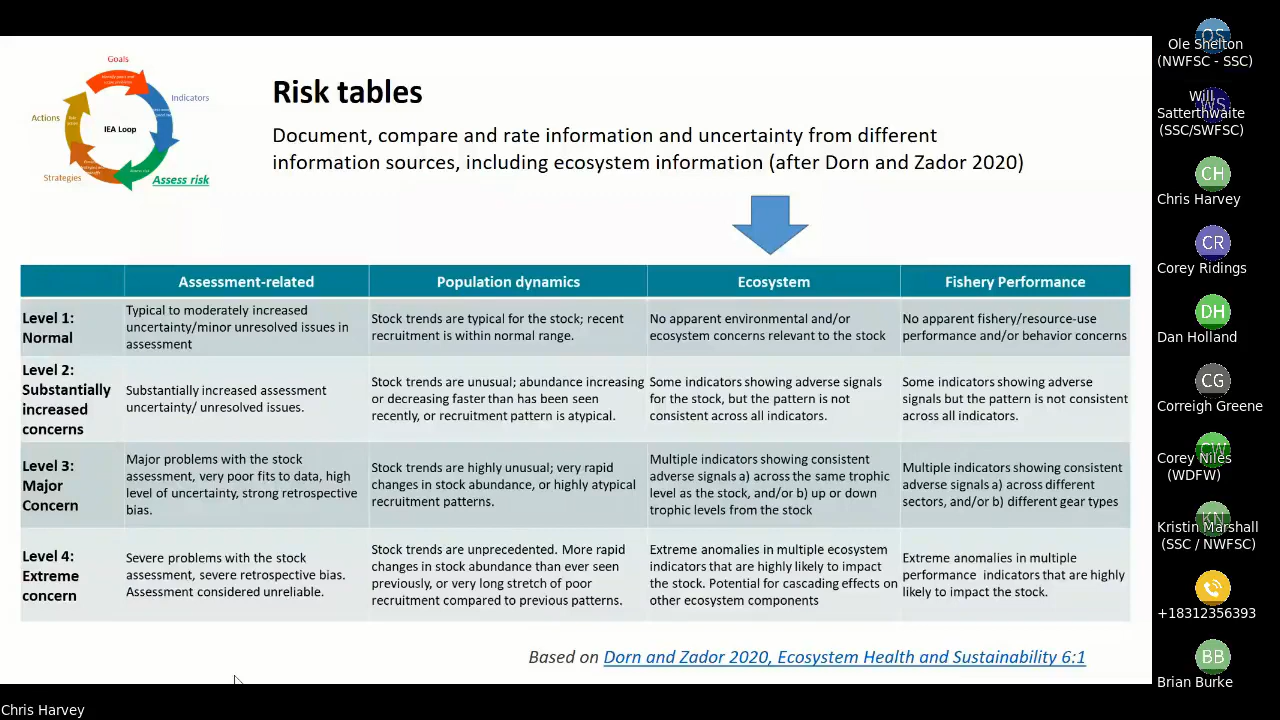 Goals
Indicators
Actions
IEA Loop
Strategies
Assess risk
Risk tables
Document, compare and rate information and uncertainty from different
information sources, including ecosystem information (after Dorn and Zador 2020)
Assessment-related
Population dynamics
Ecosystem
Fishery Performance
Level 1:
Normal
Typical to moderately increased
uncertainty/minor unresolved issues in
assessment
Stock trends are typical for the stock; recent
recruitment is within normal range.
No apparent environmental and/or
ecosystem concerns relevant to the stock
No apparent fishery/resource-use
performance and/or behavior concerns
Level 2:
Substantially
increased
concerns
Substantially increased assessment
uncertainty/ unresolved issues.
Stock trends are unusual; abundance increasing
or decreasing faster than has been seen
recently, or recruitment pattern is atypical.
Some indicators showing adverse signals
for the stock, but the pattern is not
consistent across all indicators.
Some indicators showing adverse
signals but the pattern is not consistent
across all indicators.
Level 3:
Major
Concern
Major problems with the stock
assessment, very poor fits to data, high
level of uncertainty, strong retrospective
bias.
Stock trends are highly unusual; very rapid
changes in stock abundance, or highly atypical
recruitment patterns.
Multiple indicators showing consistent
adverse signals a) across the same trophic
level as the stock, and/or b) up or down
trophic levels from the stock
Multiple indicators showing consistent
adverse signals a) across different
sectors, and/or b) different gear types
Level 4:
Extreme
concern
Severe problems with the stock
assessment, severe retrospective bias.
Assessment considered unreliable.
Stock trends are unprecedented. More rapid
changes in stock abundance than ever seen
previously, or very long stretch of poor
recruitment compared to previous patterns.
Extreme anomalies in multiple ecosystem
indicators that are highly likely to impact
the stock. Potential for cascading effects on
other ecosystem components
Extreme anomalies in multiple
performance indicators that are highly
likely to impact the stock.
Based on Dorn and Zador 2020, Ecosystem Health and Sustainability 6:1
Chris Harvey
OS
Ole Shelton
(NWFSC - SSC)
WS
Will
Satterthwaite
(SSC/SWFSC)
CH
Chris Harvey
CR
Corey Ridings
DH
Dan Holland
CG
Correigh Greene
CW
Corey Niles
(WDFW)
KN
Kristin Marshall
(SSC / NWFSC)
+18312356393
BB
Brian Burke